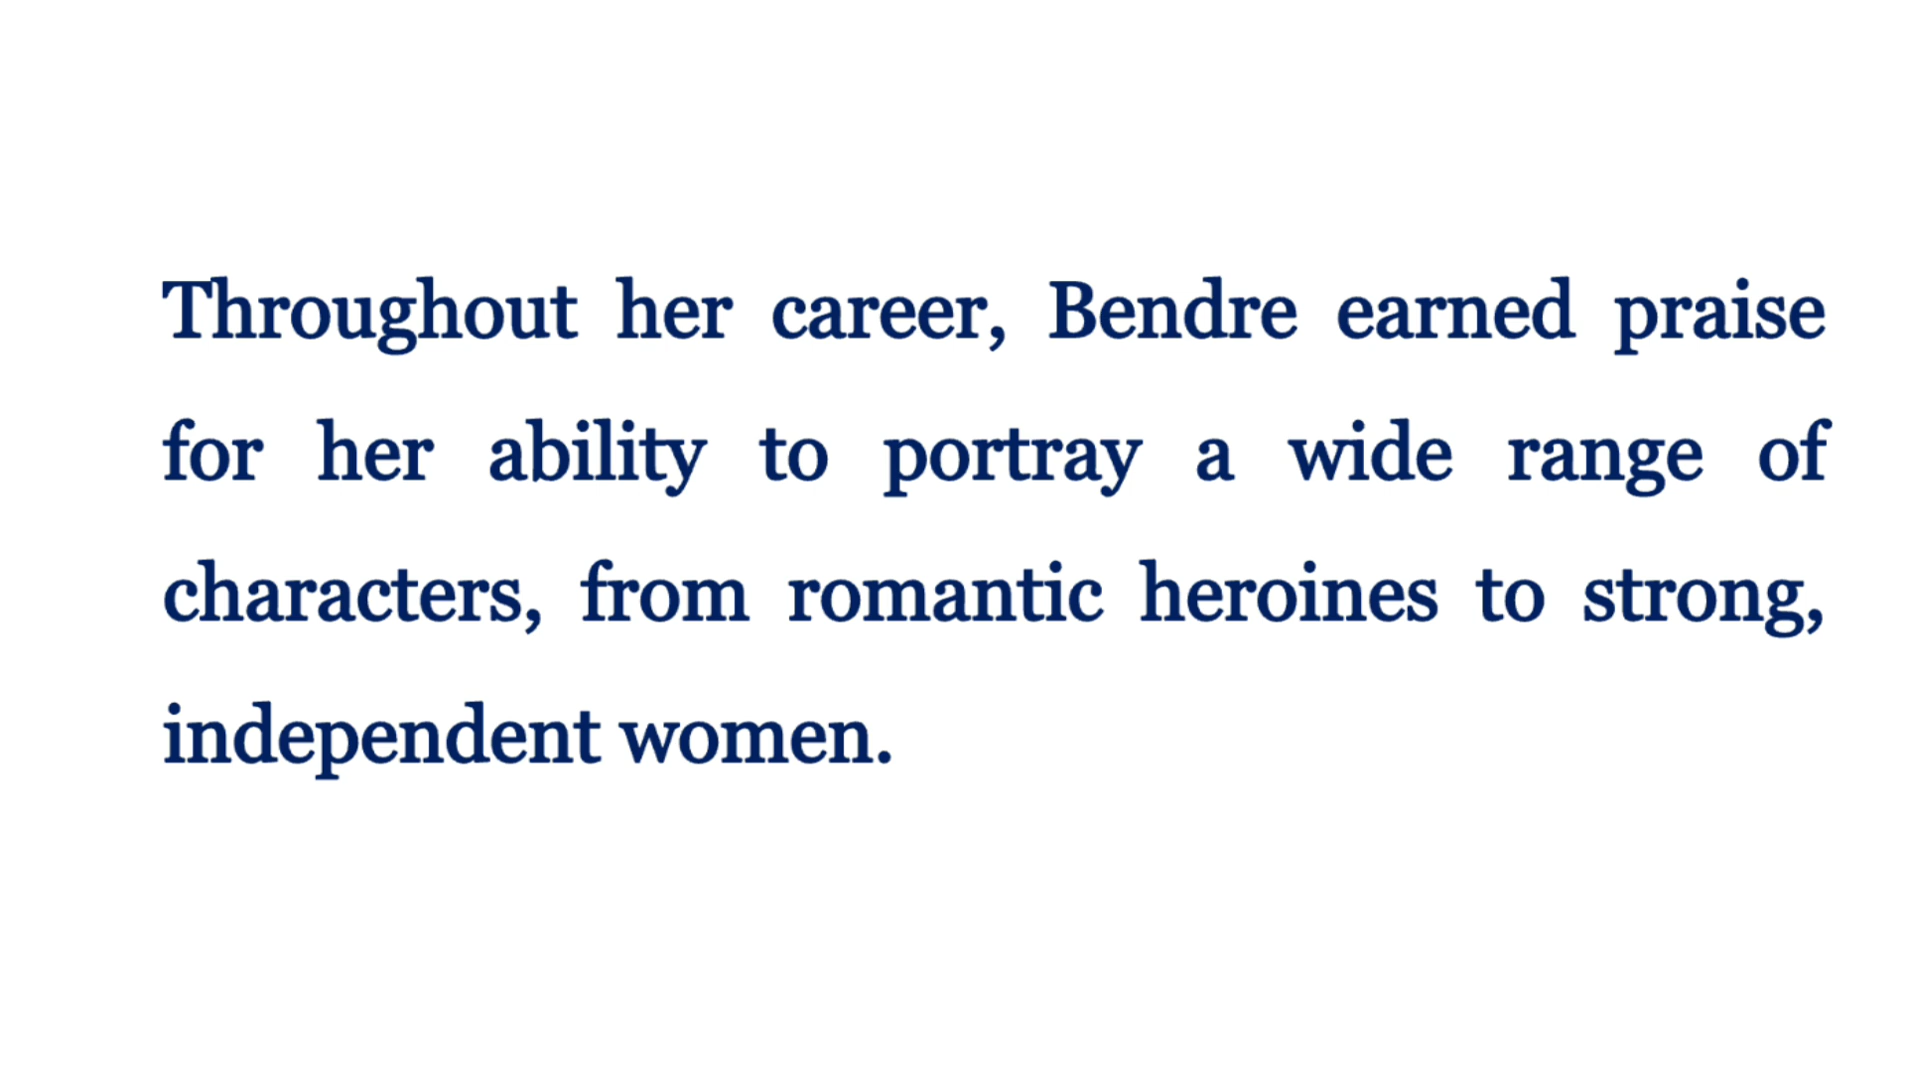 Throughout her career, Bendre earned praise
for her ability to portray a wide range of
characters, from romantic heroines to strong,
independent women.